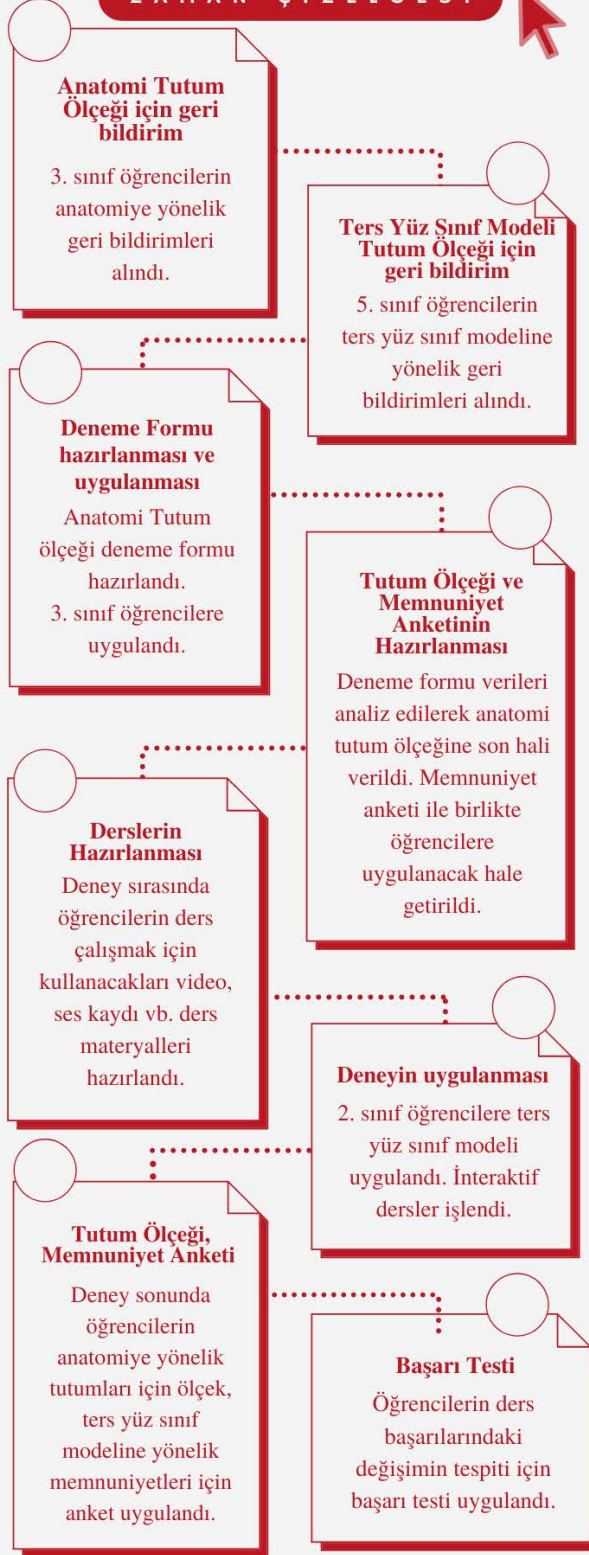 ZAMAN ÇİZELGESİ
Anatomi Tutum
Ölçeği için geri
bildirim
3. sınıf öğrencilerin
anatomiye yönelik
geri bildirimleri
alındı.
Ters Yüz Sınıf Modeli
Tutum Ölçeği için
geri bildirim
5. sınıf öğrencilerin
ters yüz sınıf modeline
yönelik geri
bildirimleri alındı.
Deneme Formu
hazırlanması ve
uygulanması
Anatomi Tutum
ölçeği deneme formu
hazırlandı.
3. sınıf öğrencilere
uygulandı.
Tutum Ölçeği ve
Memnuniyet
Anketinin
Hazırlanması
Deneme formu verileri
analiz edilerek anatomi
tutum ölçeğine son hali
verildi. Memnuniyet
anketi ile birlikte
öğrencilere
uygulanacak hale
getirildi.
Derslerin
Hazırlanması
Deney sırasında
öğrencilerin ders
çalışmak için
kullanacakları video,
ses kaydı vb. ders
materyalleri
hazırlandı.
Deneyin uygulanması
2. sınıf öğrencilere ters
yüz sınıf modeli
uygulandı. İnteraktif
dersler işlendi.
Tutum Ölçeği,
Memnuniyet Anketi
Deney sonunda
öğrencilerin
anatomiye yönelik
tutumları için ölçek,
ters yüz sınıf
modeline yönelik
memnuniyetleri için
anket uygulandı.
Başarı Testi
Öğrencilerin ders
başarılarındaki
değişimin tespiti için
başarı testi uygulandı.